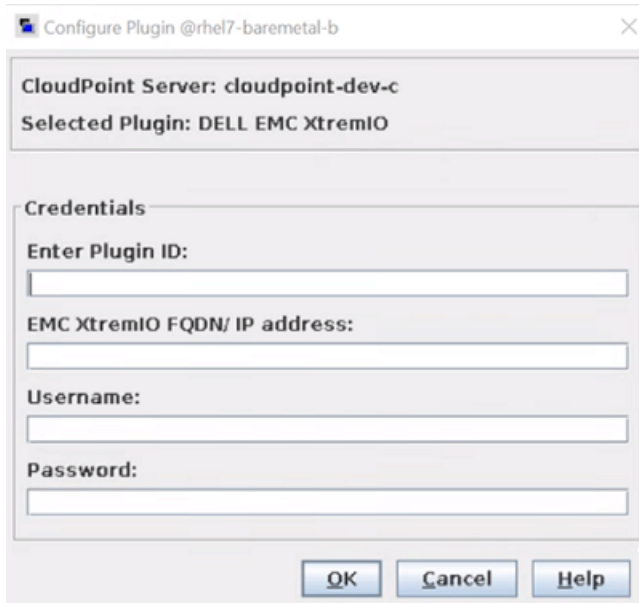 Configure Plugin @rhel7-baremetal-b
CloudPoint Server: cloudpoint-dev-c
Selected Plugin: DELL EMC XtremIO
Credentials
Enter Plugin ID:
EMC XtremIO FQDN/ IP address:
Username:
Password:
OK Cancel Help